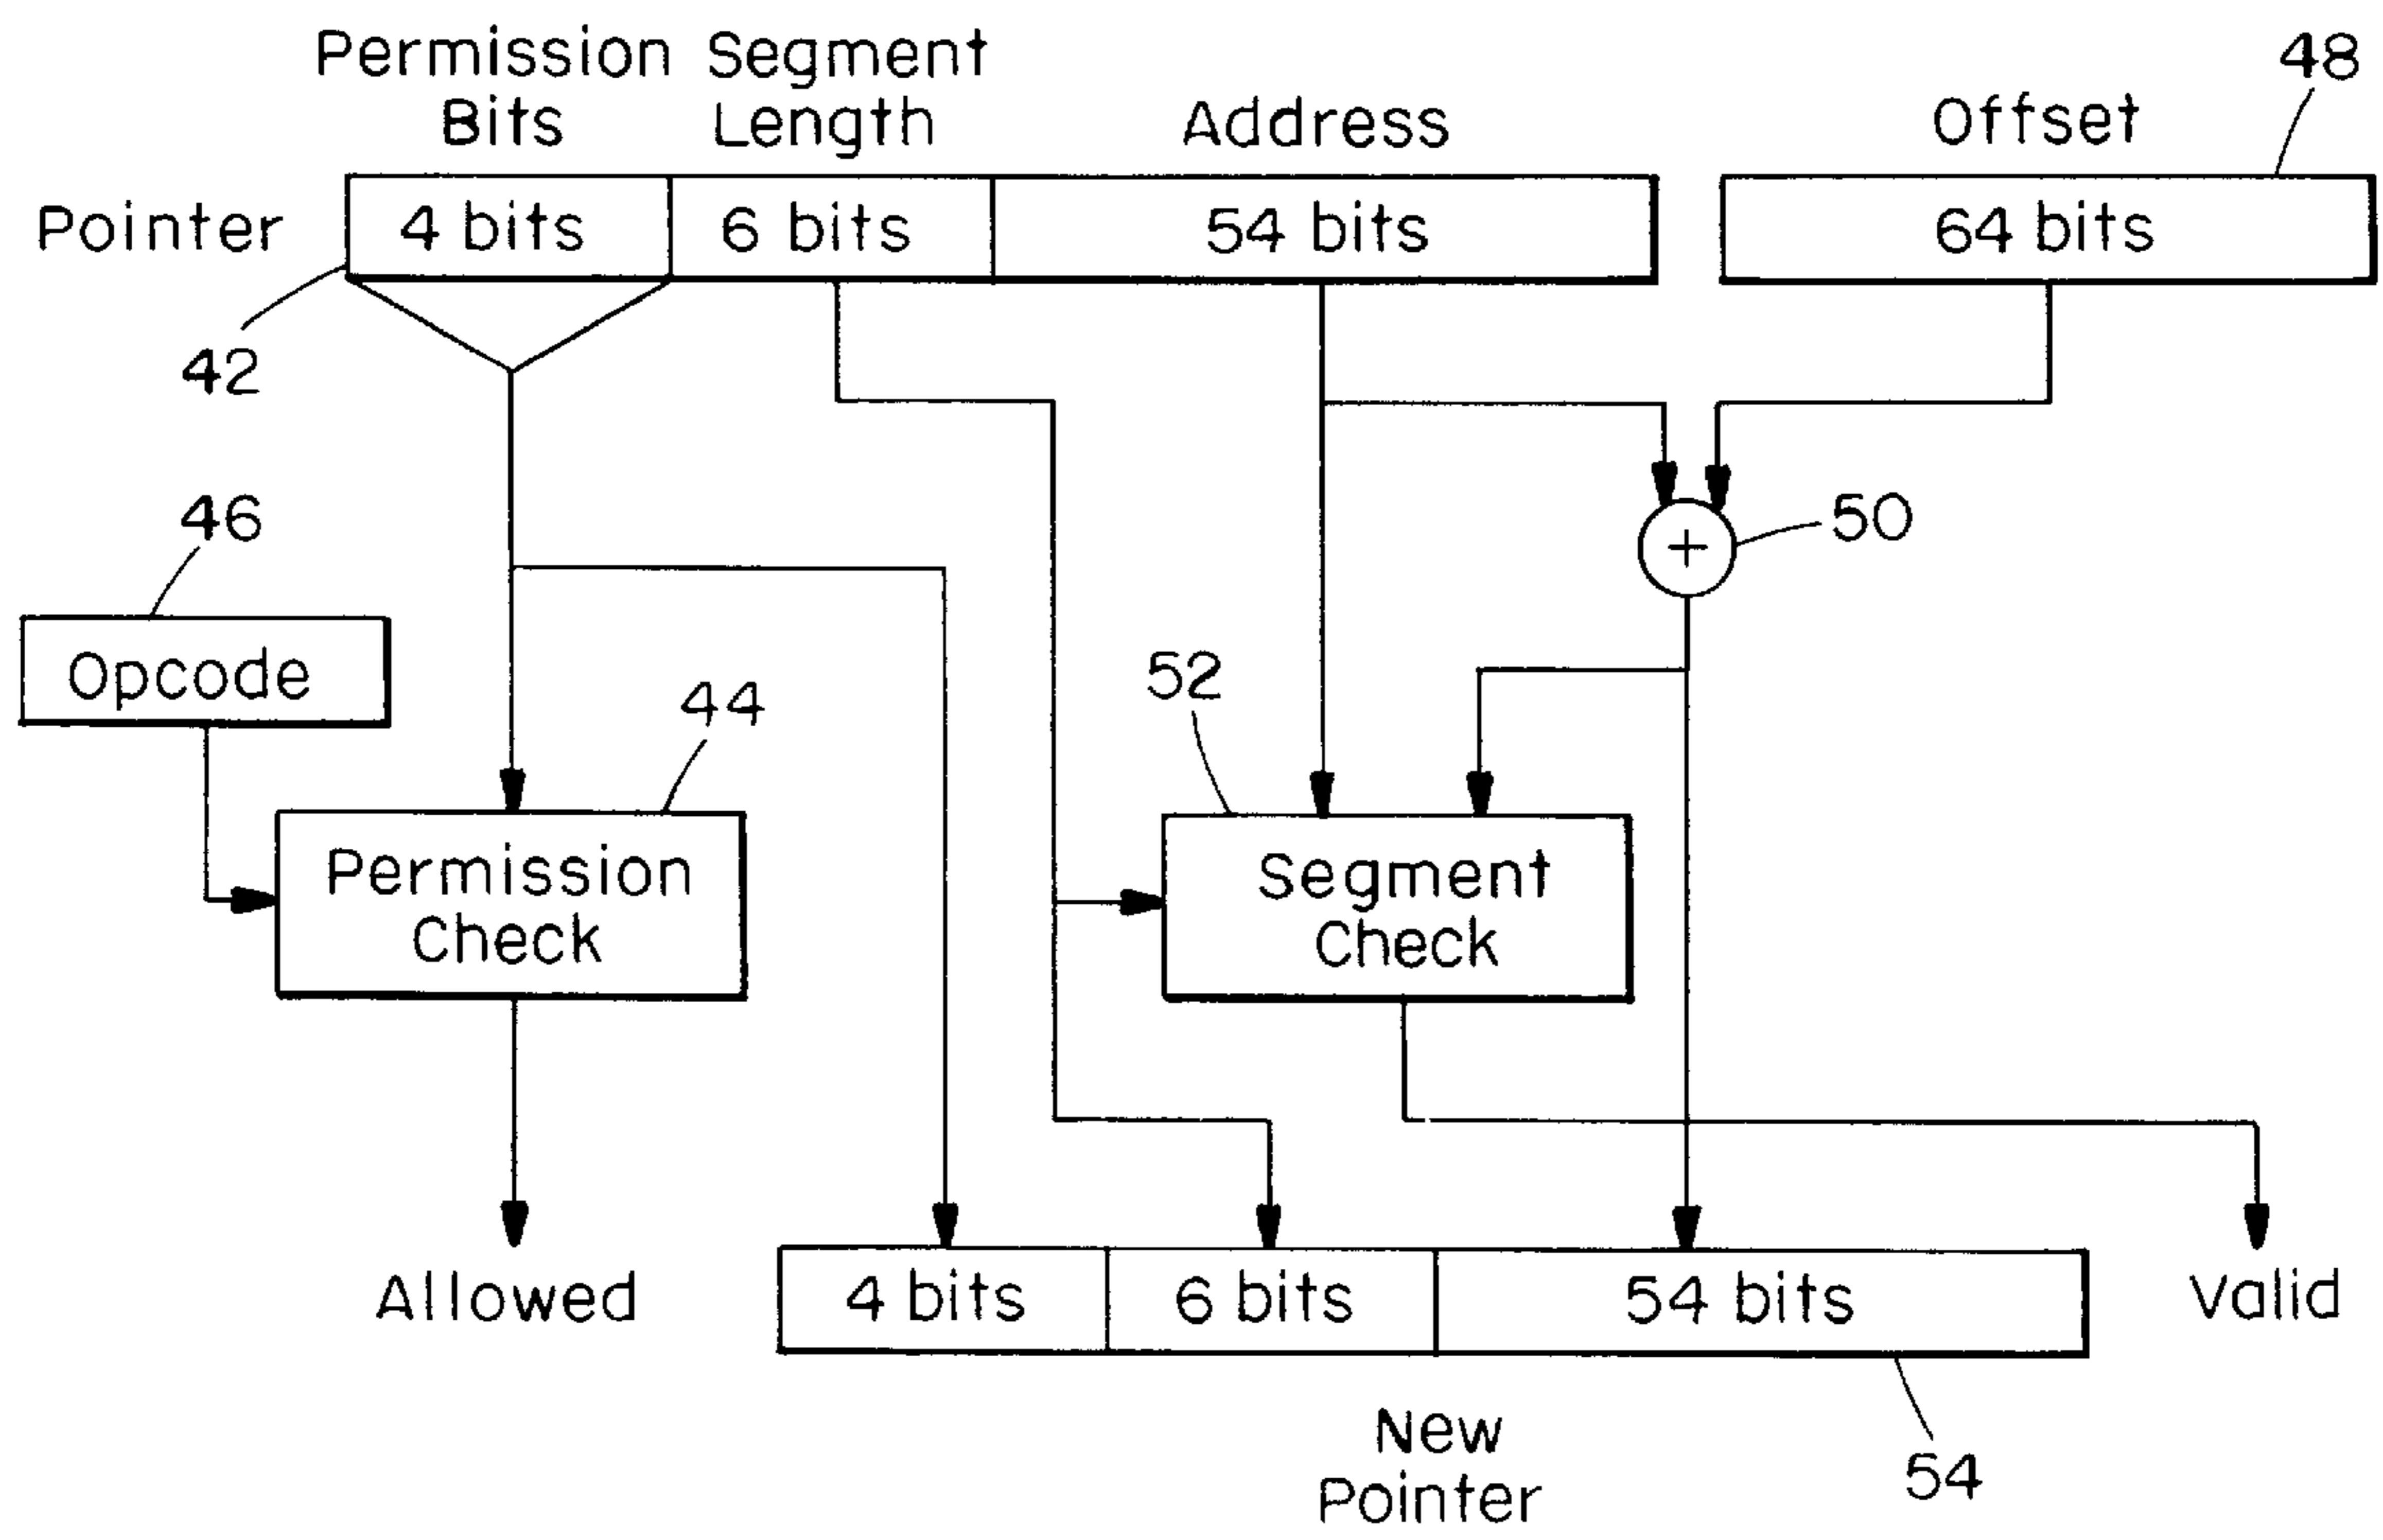 Permission Segment
Bits Length Address Offset 48
Pointer 4 bits 6 bits 54 bits 64 bits
42
46
50
Opcode
52
44
Permission
Check
Segment
Check
Allowed
4 bits 6 bits 54 bits
Valid
New
Pointer
54